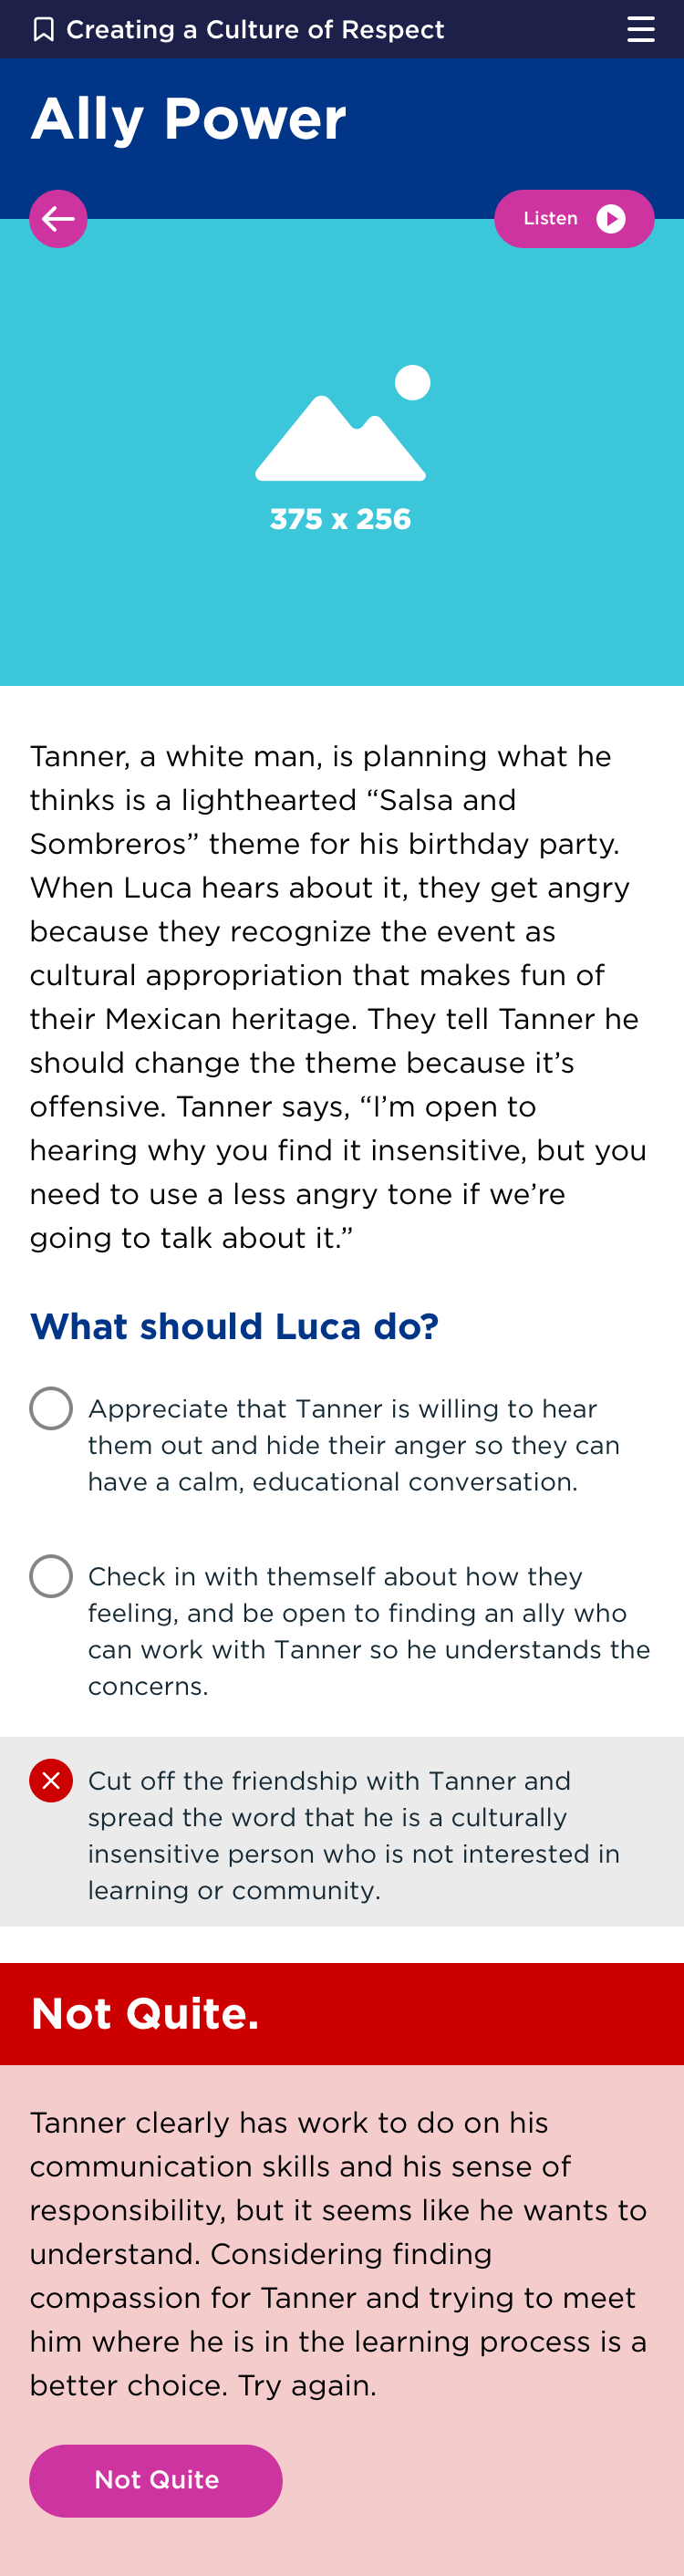 Creating a Culture of Respect
Ally Power
Listen
375 x 256
Tanner, a white man, is planning what he
thinks is a lighthearted “Salsa and
Sombreros” theme for his birthday party.
When Luca hears about it, they get angry
because they recognize the event as
cultural appropriation that makes fun of
their Mexican heritage. They tell Tanner he
should change the theme because it’s
offensive. Tanner says, “I’m open to
hearing why you find it insensitive, but you
need to use a less angry tone if we’re
going to talk about it.”
What should Luca do?
Appreciate that Tanner is willing to hear
them out and hide their anger so they can
have a calm, educational conversation.
Check in with themself about how they
feeling, and be open to finding an ally who
can work with Tanner so he understands the
concerns.
Cut off the friendship with Tanner and
spread the word that he is a culturally
insensitive person who is not interested in
learning or community.
Not Quite.
Tanner clearly has work to do on his
communication skills and his sense of
responsibility, but it seems like he wants to
understand. Considering finding
compassion for Tanner and trying to meet
him where he is in the learning process is a
better choice. Try again.
Not Quite